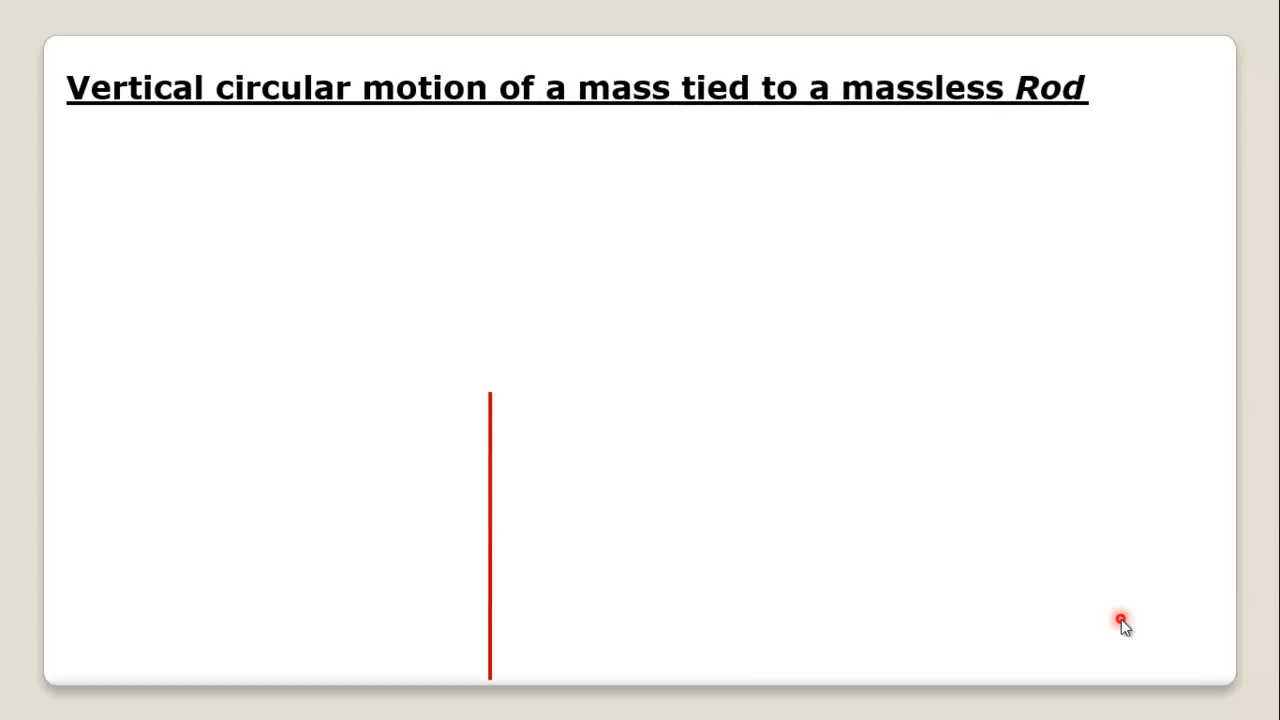 Vertical circular motion of a mass tied to a massless Rod